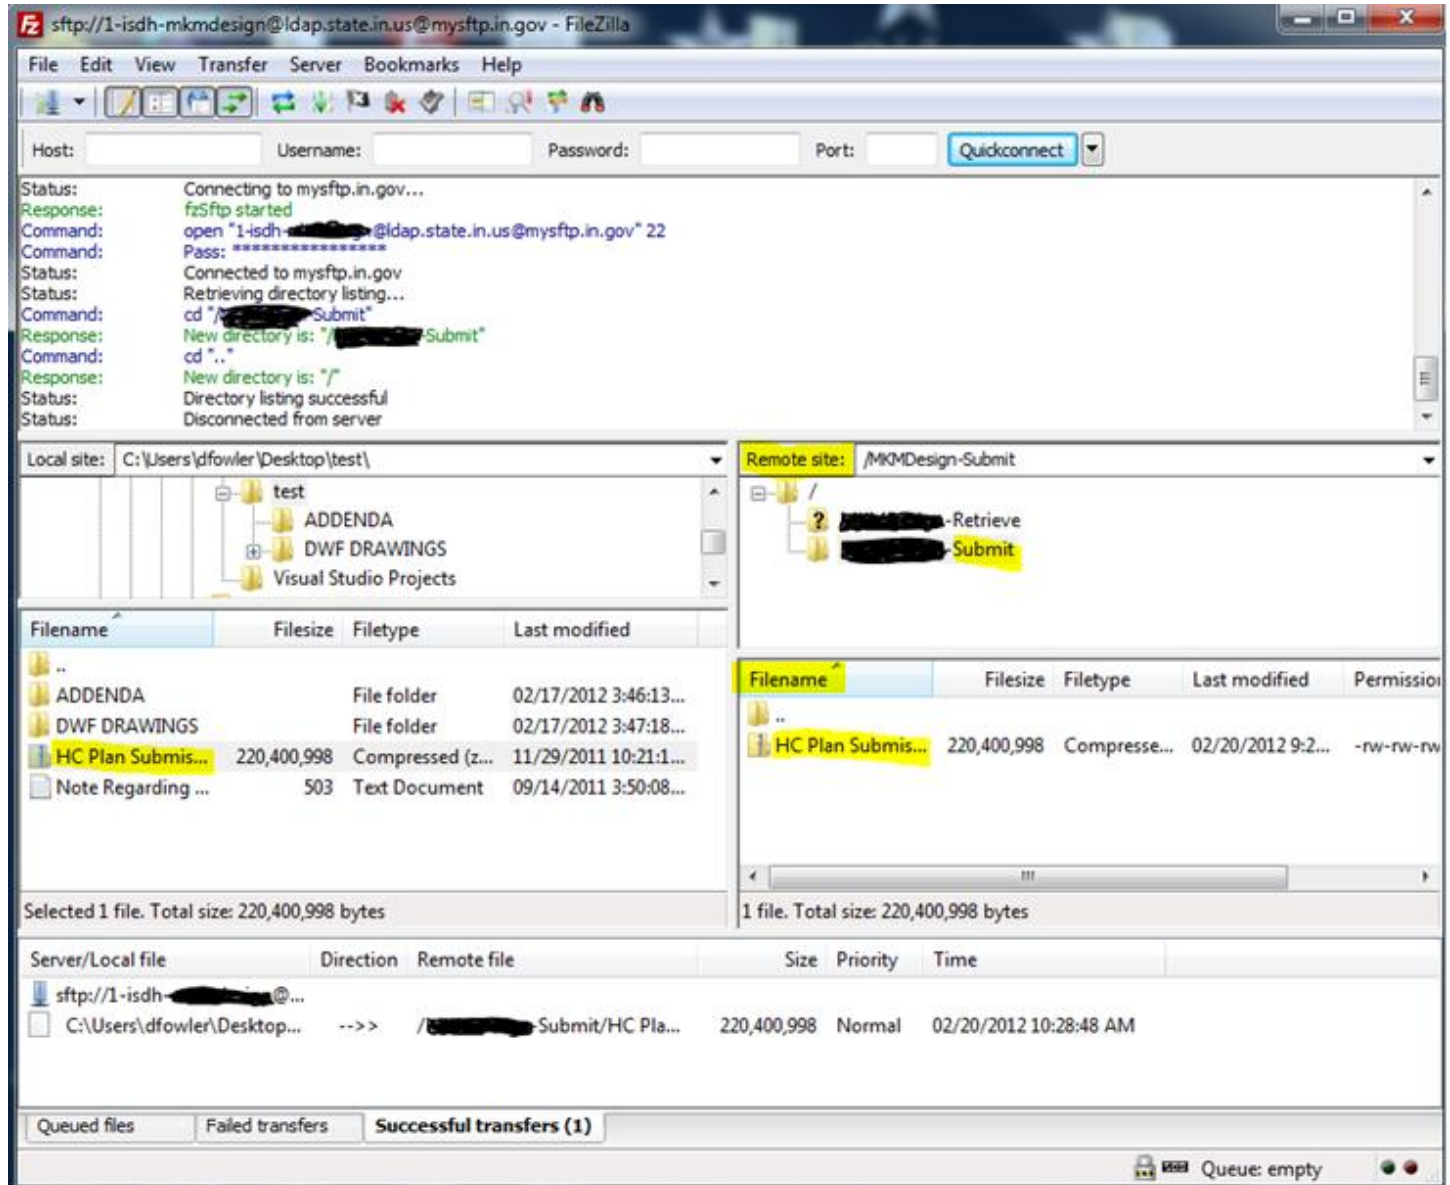 sftp://1-isdh-mkmdesign@ldap.state.in.us@mysftp.in.gov - FileZilla
File Edit View Transfer Server Bookmarks Help
Host: Username: Password: Port: Quickconnect
Status: Connecting to mysftp.in.gov...
Response: fzSftp started
Command: open "1-isdh- @ldap.state.in.us@mysftp.in.gov" 22
Command: Pass: ****************
Status: Connected to mysftp.in.gov
Status: Retrieving directory listing...
Command: cd "/ -Submit"
Response: New directory is: "/ -Submit"
Command: cd ".."
Response: New directory is: "/"
Status: Directory listing successful
Status: Disconnected from server
Local site: C:\Users\dfowler\Desktop\test\
test
ADDENDA
DWF DRAWINGS
Visual Studio Projects
Filename Filesize Filetype Last modified
..
ADDENDA File folder 02/17/2012 3:46:13...
DWF DRAWINGS File folder 02/17/2012 3:47:18...
HC Plan Submis... 220,400,998 Compressed (z... 11/29/2011 10:21:1...
Note Regarding ... 503 Text Document 09/14/2011 3:50:08...
Selected 1 file. Total size: 220,400,998 bytes
Remote site: /MKMDesign-Submit
/
-Retrieve
-Submit
Filename Filesize Filetype Last modified Permission
..
HC Plan Submis... 220,400,998 Compresse... 02/20/2012 9:2... -rw-rw-rw
1 file. Total size: 220,400,998 bytes
Server/Local file Direction Remote file Size Priority Time
sftp://1-isdh- @...
C:\Users\dfowler\Desktop... -->> / -Submit/HC Pla... 220,400,998 Normal 02/20/2012 10:28:48 AM
Queued files Failed transfers Successful transfers (1)
Queue: empty